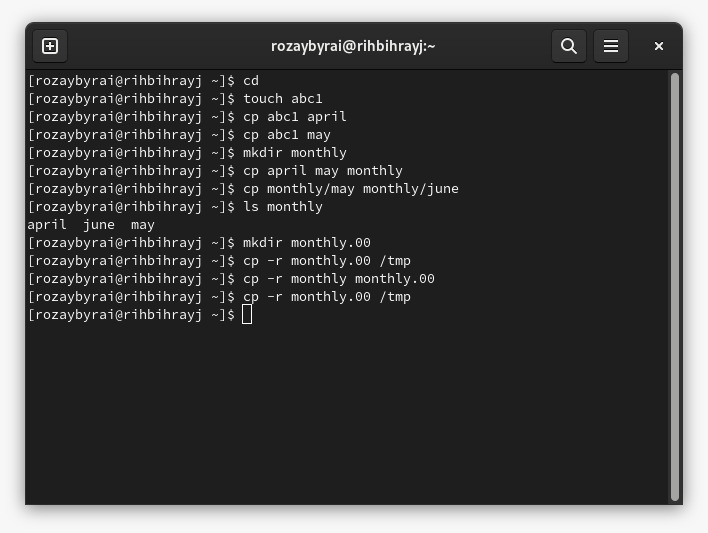 rozaybyrai@rihbihrayj:~
[rozaybyrai@rihbihrayj ~]$ cd
[rozaybyrai@rihbihrayj ~]$ touch abc1
[rozaybyrai@rihbihrayj ~]$ cp abc1 april
[rozaybyrai@rihbihrayj ~]$ cp abc1 may
[rozaybyrai@rihbihrayj ~]$ mkdir monthly
[rozaybyrai@rihbihrayj ~]$ cp april may monthly
[rozaybyrai@rihbihrayj ~]$ cp monthly/may monthly/june
[rozaybyrai@rihbihrayj ~]$ ls monthly
april  june  may
[rozaybyrai@rihbihrayj ~]$ mkdir monthly.00
[rozaybyrai@rihbihrayj ~]$ cp -r monthly.00 /tmp
[rozaybyrai@rihbihrayj ~]$ cp -r monthly monthly.00
[rozaybyrai@rihbihrayj ~]$ cp -r monthly.00 /tmp
[rozaybyrai@rihbihrayj ~]$